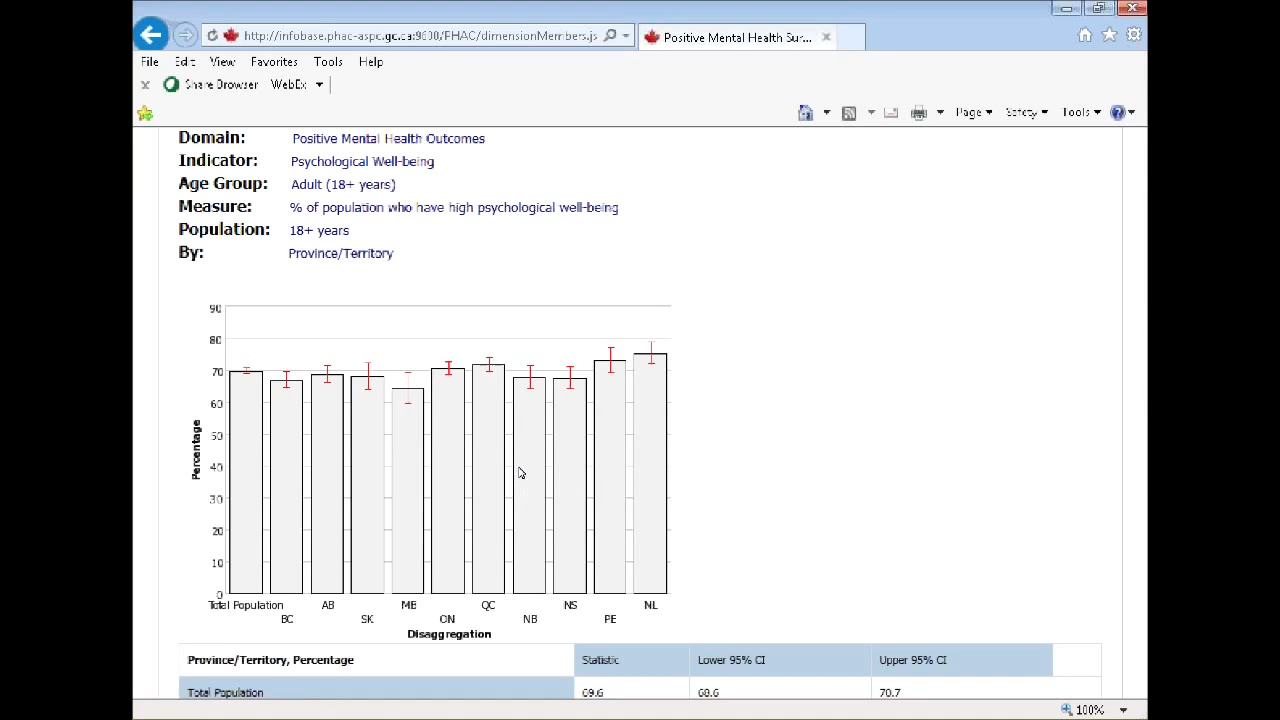 http://infobase.phac-aspc.gc.ca:9600/PHAC/dimensionMembers.js
Positive Mental Health Sur...
File Edit View Favorites Tools Help
x Share Browser WebEx
Page Safety Tools
Domain: Positive Mental Health Outcomes
Indicator: Psychological Well-being
Age Group: Adult (18+ years)
Measure: % of population who have high psychological well-being
Population: 18+ years
By: Province/Territory
90
80
70
60
50
40
30
20
10
0
Percentage
Total Population BC AB SK MB ON QC NB NS PE NL
Disaggregation
Province/Territory, Percentage Statistic Lower 95% CI Upper 95% CI
Total Population 69.6 68.6 70.7
100%